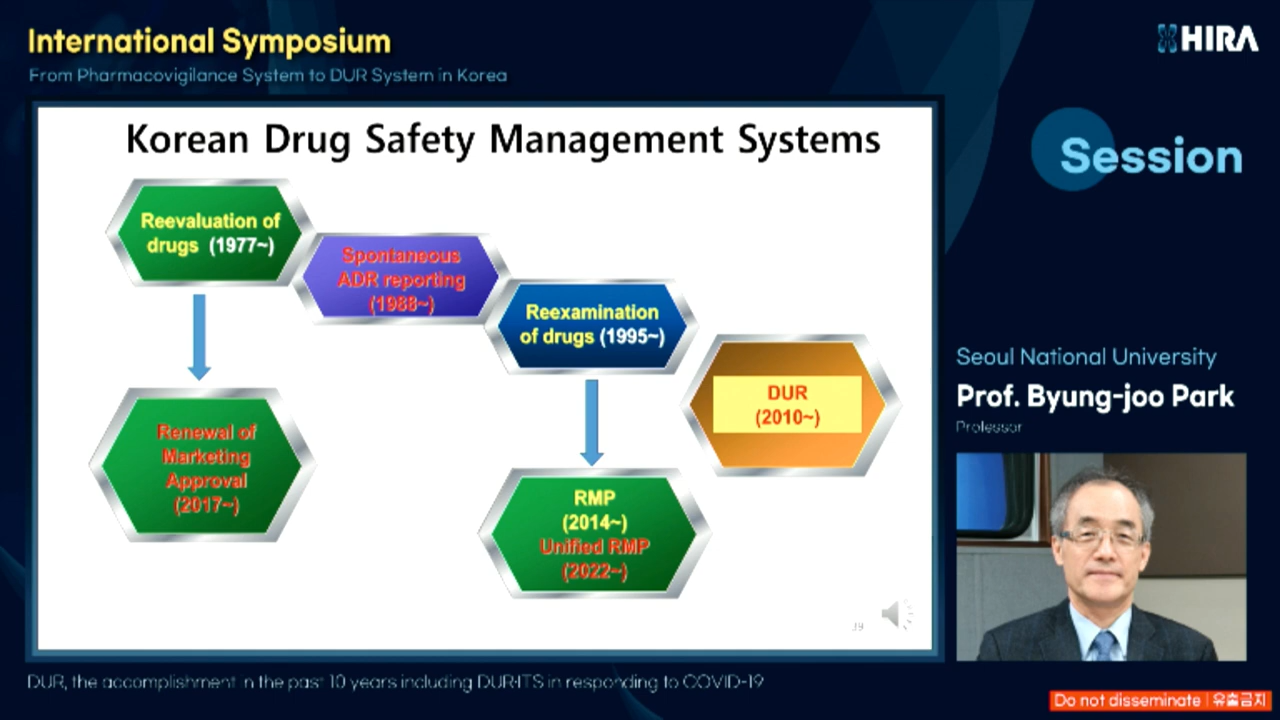 International Symposium
From Pharmacovigilance System to DUR System in Korea
HIRA
Korean Drug Safety Management Systems
Reevaluation of
drugs (1977~)
Spontaneous
ADR reporting
(1988~)
Reexamination
of drugs (1995~)
DUR
(2010~)
Renewal of
Marketing
Approval
(2017~)
RMP
(2014~)
Unified RMP
(2022~)
39
Session
Seoul National University
Prof. Byung-joo Park
Professor
DUR, the accomplishment in the past 10 years including DUR·ITS in responding to COVID-19
Do not disseminate | 유출금지